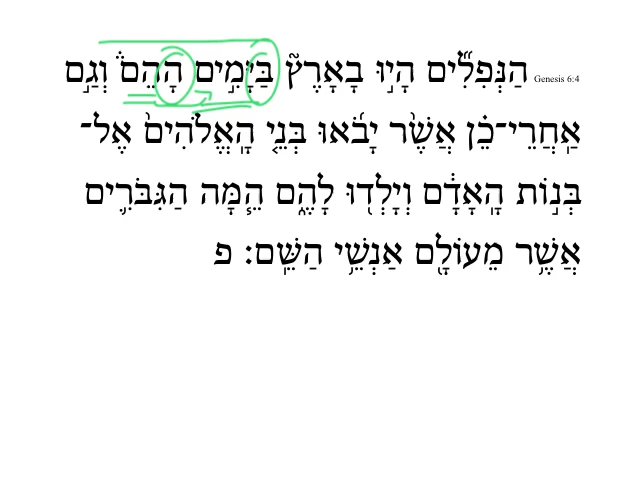 Genesis 6:4 הַנְּפִלִ֞ים הָי֣וּ בָאָרֶץ֮ בַּיָּמִ֣ים הָהֵם֒ וְגַ֣ם
אַֽחֲרֵי־כֵ֗ן אֲשֶׁ֨ר יָבֹ֜אוּ בְּנֵ֤י הָֽאֱלֹהִים֙ אֶל־
בְּנ֣וֹת הָֽאָדָ֔ם וְיָלְד֖וּ לָהֶ֑ם הֵ֧מָּה הַגִּבֹּרִ֛ים
אֲשֶׁ֥ר מֵעוֹלָ֖ם אַנְשֵׁ֥י הַשֵּֽׁם׃ פ